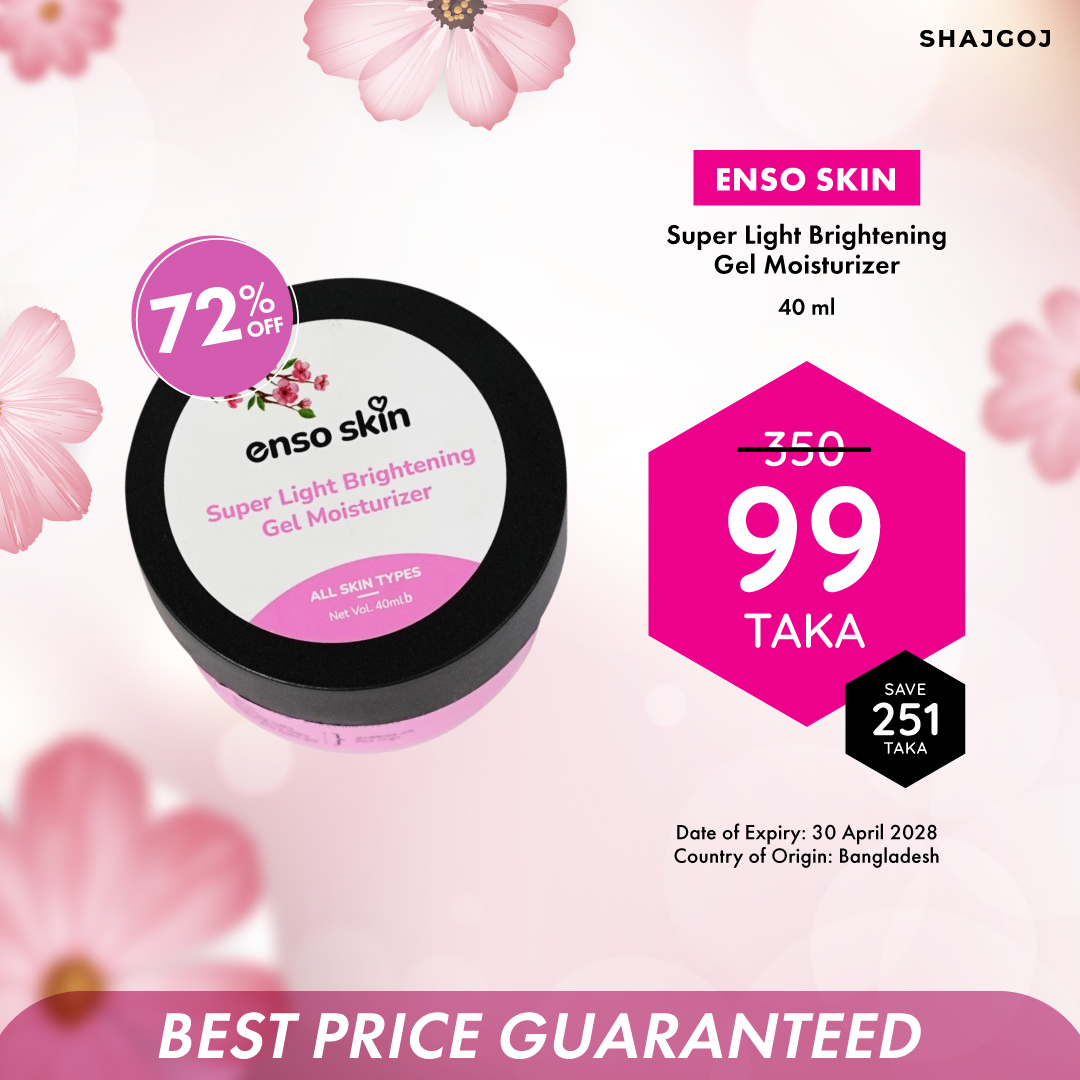 SHAJGOJ
ENSO SKIN
Super Light Brightening
Gel Moisturizer
40 ml
72%
OFF
enso skin
Super Light Brightening
Gel Moisturizer
ALL SKIN TYPES
Net Vol. 40mlb
350
99
TAKA
SAVE
251
TAKA
Date of Expiry: 30 April 2028
Country of Origin: Bangladesh
BEST PRICE GUARANTEED